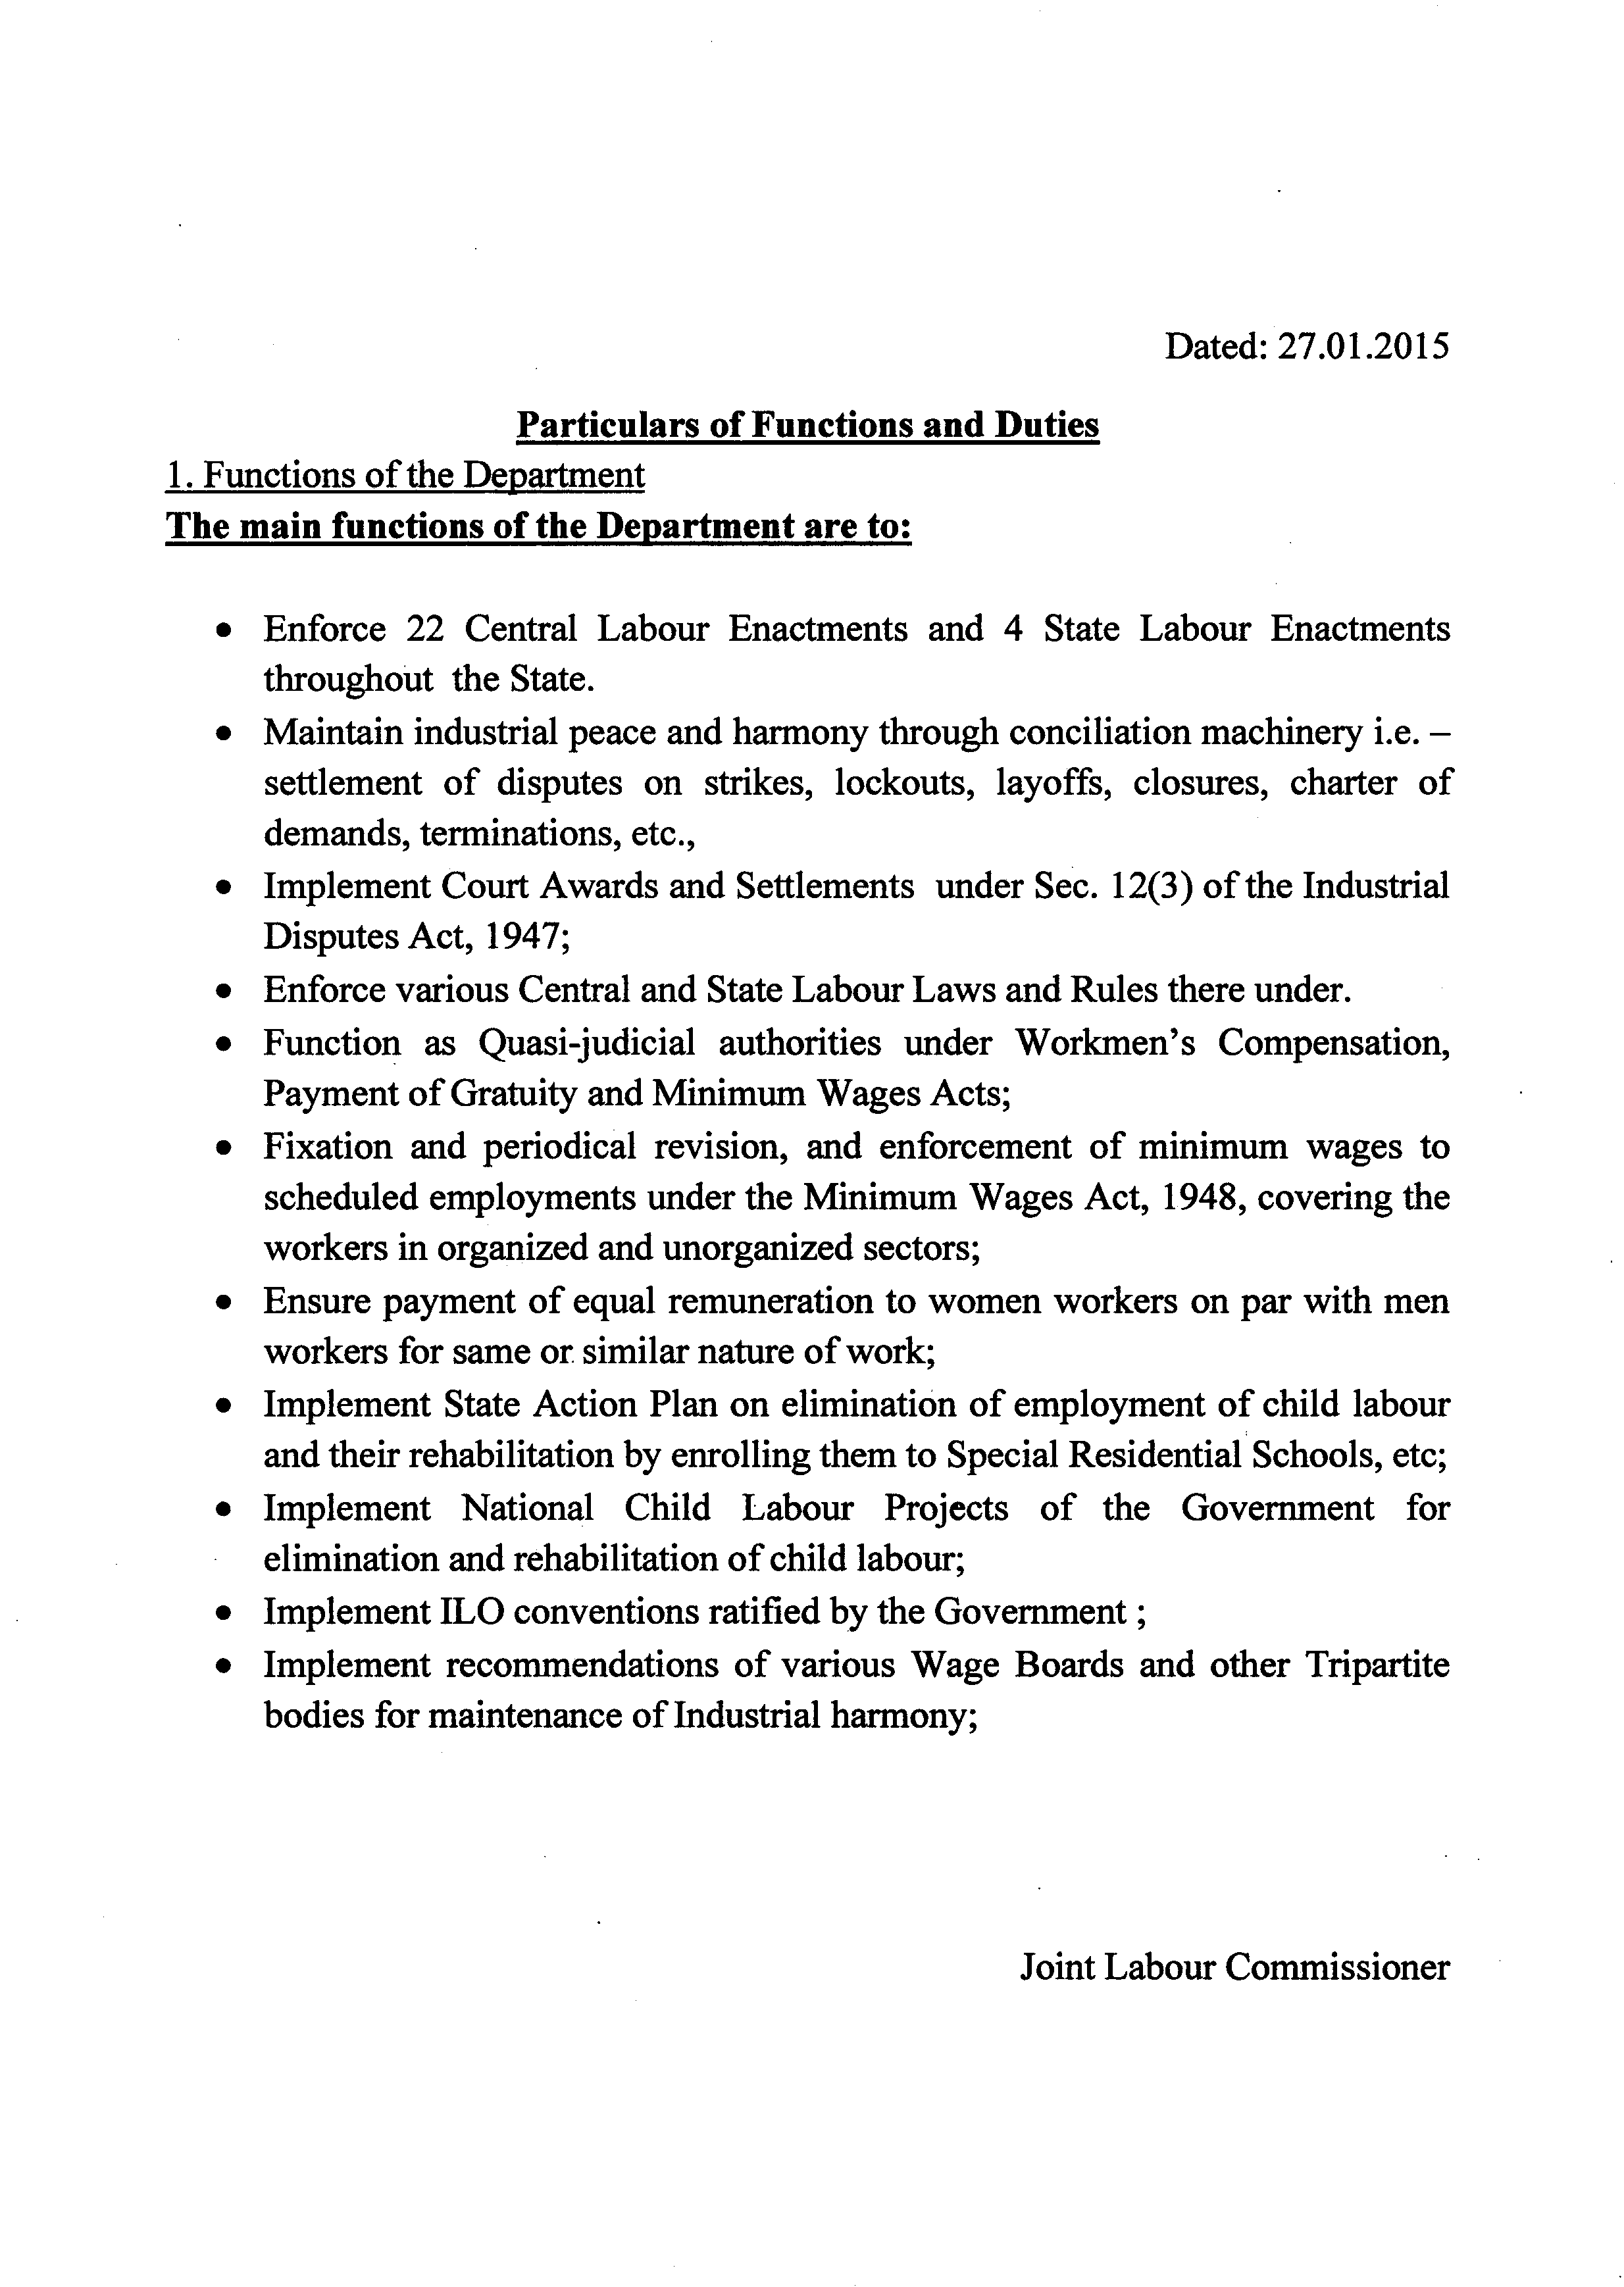 Dated: 27.01.2015
Particulars of Functions and Duties
1. Functions of the Department
The main functions of the Department are to:
• Enforce 22 Central Labour Enactments and 4 State Labour Enactments
throughout the State.
• Maintain industrial peace and harmony through conciliation machinery i.e. –
settlement of disputes on strikes, lockouts, layoffs, closures, charter of
demands, terminations, etc.,
• Implement Court Awards and Settlements under Sec. 12(3) of the Industrial
Disputes Act, 1947;
• Enforce various Central and State Labour Laws and Rules there under.
• Function as Quasi-judicial authorities under Workmen’s Compensation,
Payment of Gratuity and Minimum Wages Acts;
• Fixation and periodical revision, and enforcement of minimum wages to
scheduled employments under the Minimum Wages Act, 1948, covering the
workers in organized and unorganized sectors;
• Ensure payment of equal remuneration to women workers on par with men
workers for same or similar nature of work;
• Implement State Action Plan on elimination of employment of child labour
and their rehabilitation by enrolling them to Special Residential Schools, etc;
• Implement National Child Labour Projects of the Government for
elimination and rehabilitation of child labour;
• Implement ILO conventions ratified by the Government ;
• Implement recommendations of various Wage Boards and other Tripartite
bodies for maintenance of Industrial harmony;
Joint Labour Commissioner